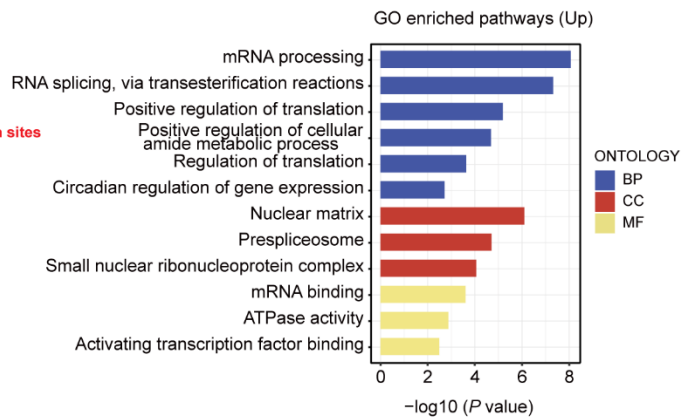 GO enriched pathways (Up)
mRNA processing
RNA splicing, via transesterification reactions
Positive regulation of translation
sites
Positive regulation of cellular
amide metabolic process
Regulation of translation
Circadian regulation of gene expression
Nuclear matrix
Prespliceosome
Small nuclear ribonucleoprotein complex
mRNA binding
ATPase activity
Activating transcription factor binding
ONTOLOGY
BP
CC
MF
0 2 4 6 8
−log10 (P value)